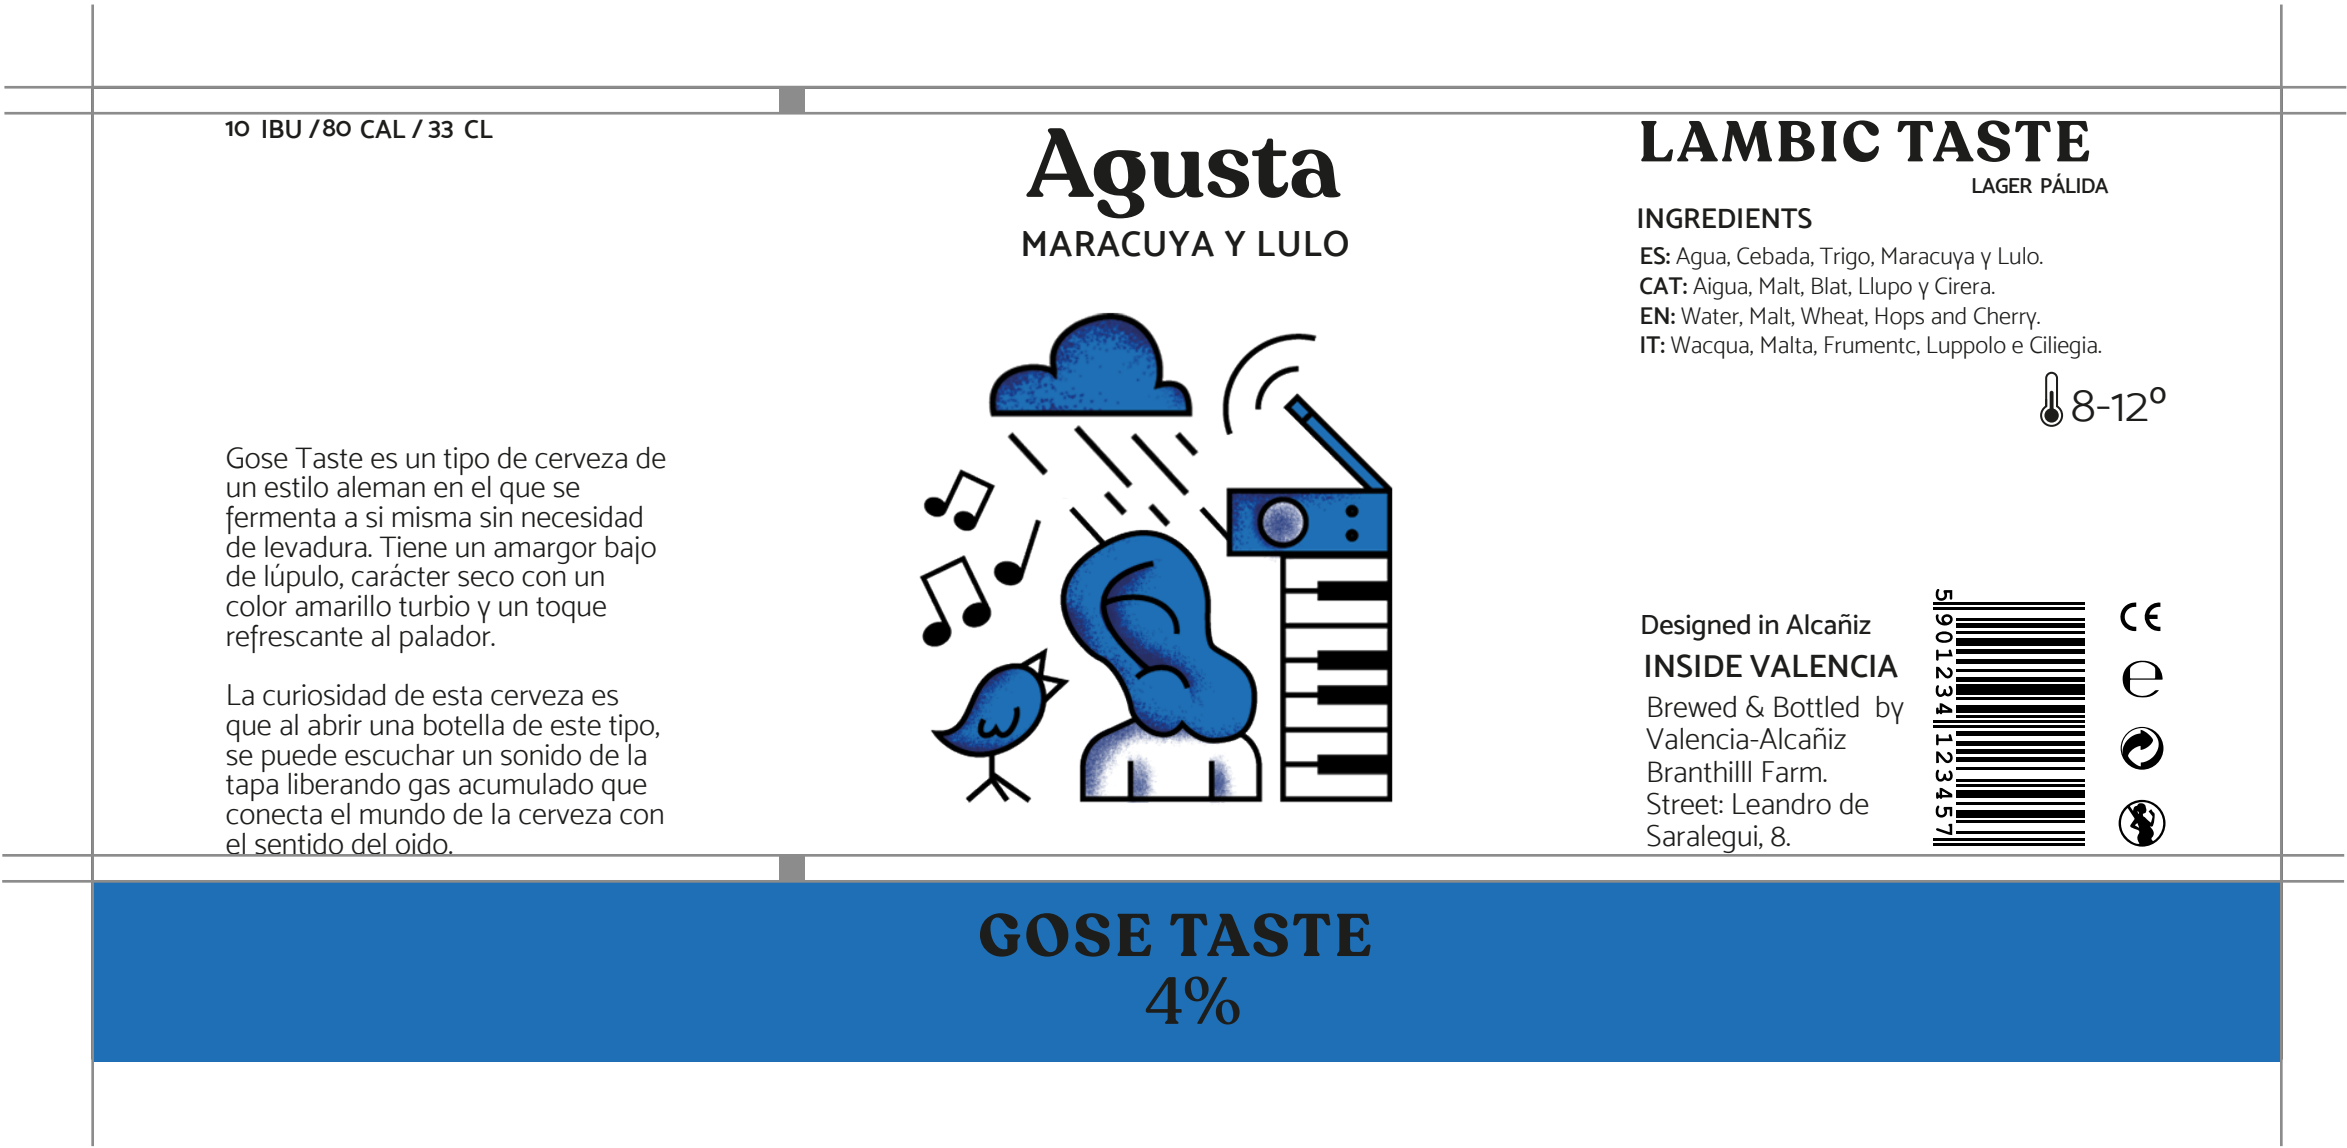 10 IBU / 80 CAL / 33 CL
Gose Taste es un tipo de cerveza de
un estilo aleman en el que se
fermenta a si misma sin necesidad
de levadura. Tiene un amargor bajo
de lúpulo, carácter seco con un
color amarillo turbio y un toque
refrescante al palador.
La curiosidad de esta cerveza es
que al abrir una botella de este tipo,
se puede escuchar un sonido de la
tapa liberando gas acumulado que
conecta el mundo de la cerveza con
el sentido del oido.
Agusta
MARACUYA Y LULO
LAMBIC TASTE
LAGER PÁLIDA
INGREDIENTS
ES: Agua, Cebada, Trigo, Maracuya y Lulo.
CAT: Aigua, Malt, Blat, Llupo y Cirera.
EN: Water, Malt, Wheat, Hops and Cherry.
IT: Wacqua, Malta, Frumentc, Luppolo e Ciliegia.
8-12º
Designed in Alcañiz
INSIDE VALENCIA
Brewed & Bottled by
Valencia-Alcañiz
Branthilll Farm.
Street: Leandro de
Saralegui, 8.
5 901234 123457
CE
e
GOSE TASTE
4%